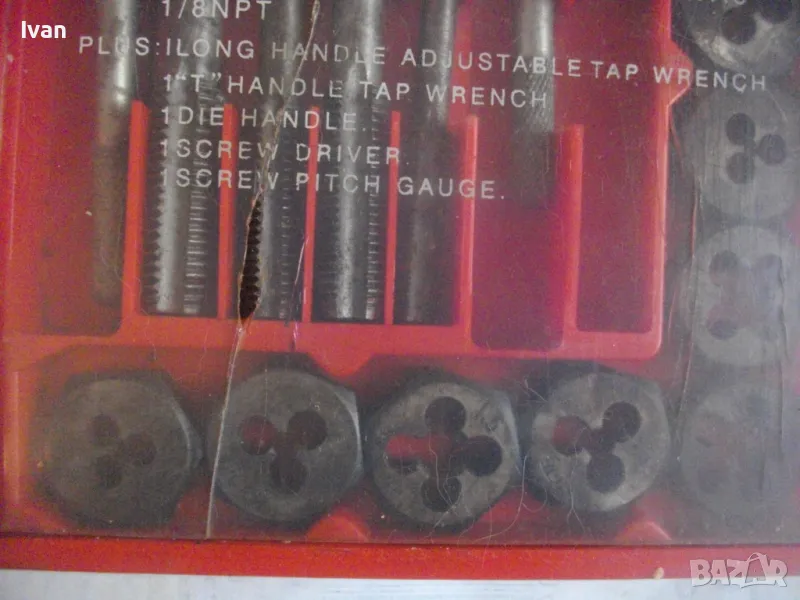 Ivan
1/8NPT
PLUS:1LONG HANDLE ADJUSTABLE TAP WRENCH
1"T"HANDLE TAP WRENCH
1DIE HANDLE.
1SCREW DRIVER.
1SCREW PITCH GAUGE.
BAZAR